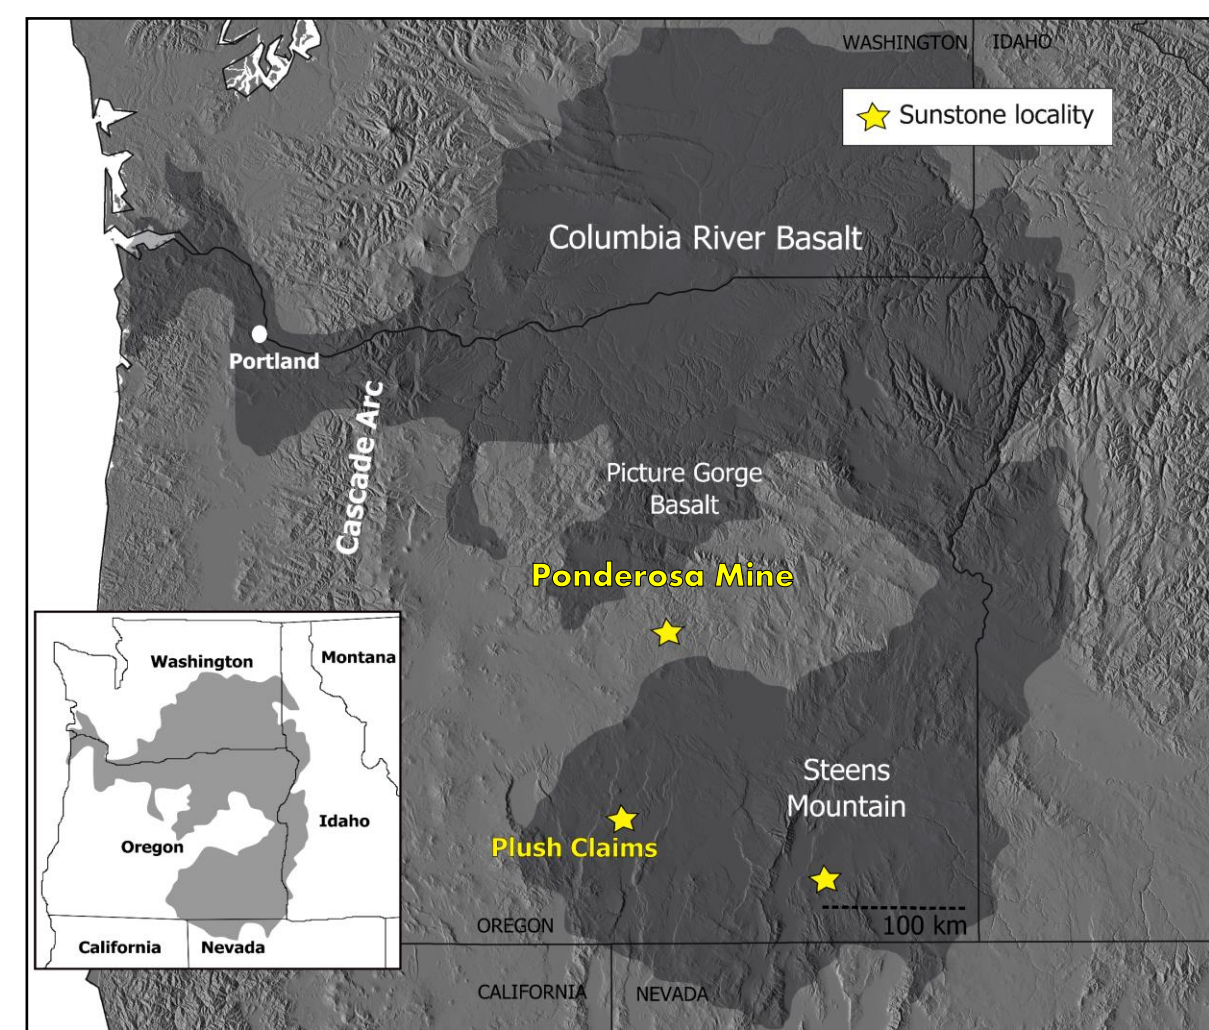 WASHINGTON
IDAHO
Sunstone locality
Columbia River Basalt
Portland
Cascade Arc
Picture Gorge
Basalt
Ponderosa Mine
Washington
Montana
Idaho
Oregon
California
Nevada
Steens
Mountain
Plush Claims
100 km
OREGON
CALIFORNIA
NEVADA